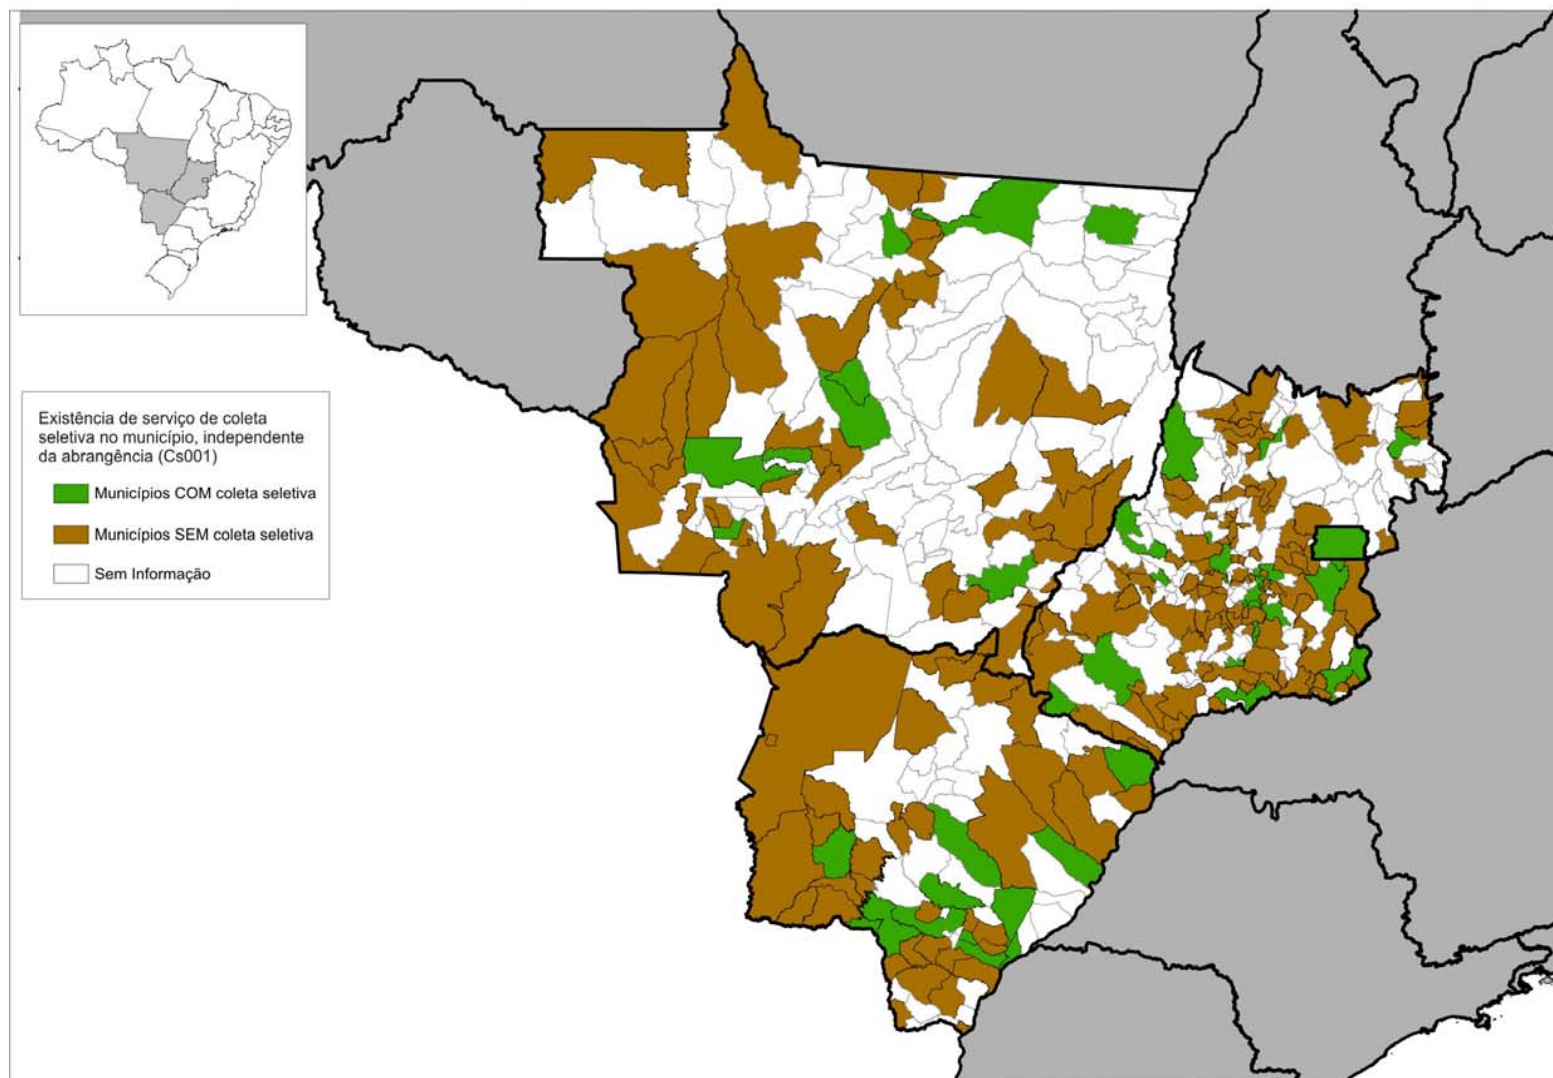 Existência de serviço de coleta
seletiva no município, independente
da abrangência (Cs001)
Municípios COM coleta seletiva
Municípios SEM coleta seletiva
Sem Informação